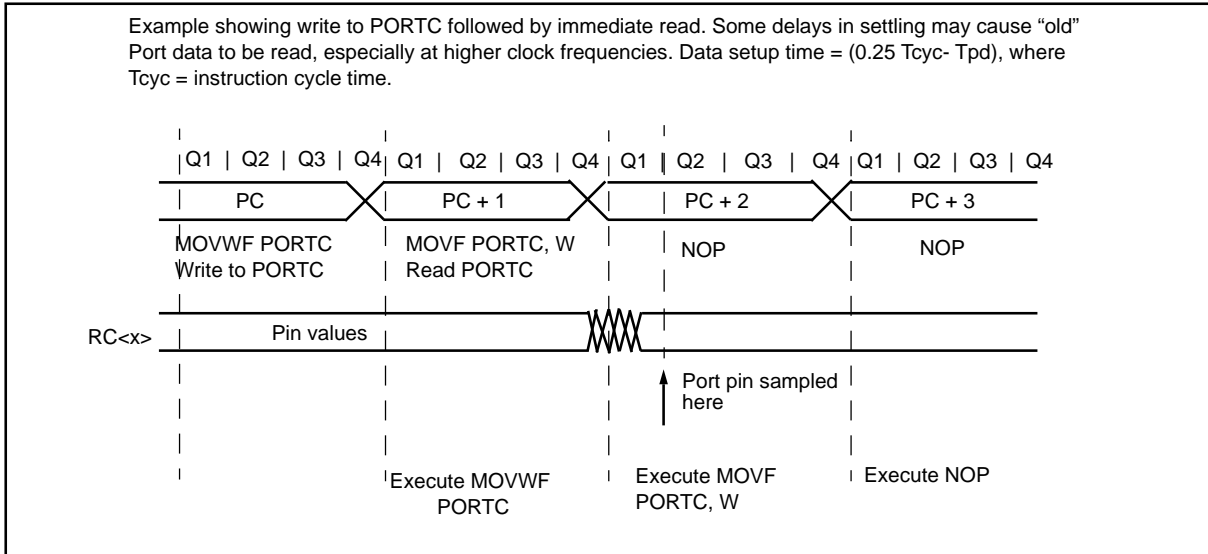 Example showing write to PORTC followed by immediate read. Some delays in settling may cause “old”
Port data to be read, especially at higher clock frequencies. Data setup time = (0.25 Tcyc- Tpd), where
Tcyc = instruction cycle time.
Q1 | Q2 | Q3 | Q4 Q1 | Q2 | Q3 | Q4 Q1 | Q2 | Q3 | Q4 Q1 | Q2 | Q3 | Q4
PC PC + 1 PC + 2 PC + 3
MOVWF PORTC MOVF PORTC, W NOP NOP
Write to PORTC Read PORTC
RC<x> Pin values
Port pin sampled
here
Execute MOVWF Execute MOVF Execute NOP
PORTC PORTC, W